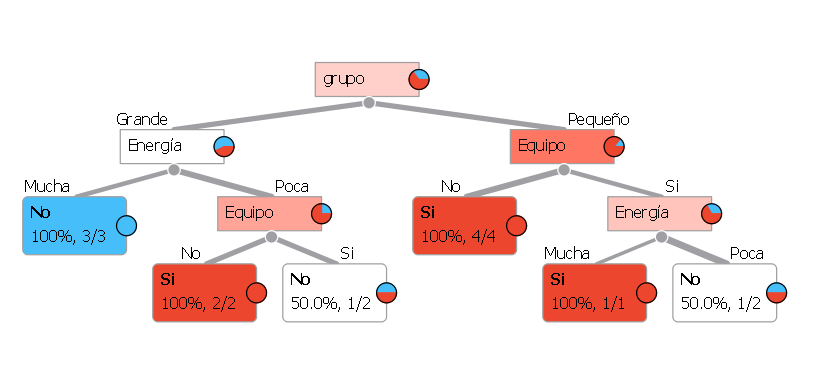 grupo
Grande
Pequeño
Energía
Equipo
Mucha
Poca
No
Si
No
100%, 3/3
Equipo
Si
100%, 4/4
Energía
No
Si
Mucha
Poca
Si
100%, 2/2
No
50.0%, 1/2
Si
100%, 1/1
No
50.0%, 1/2